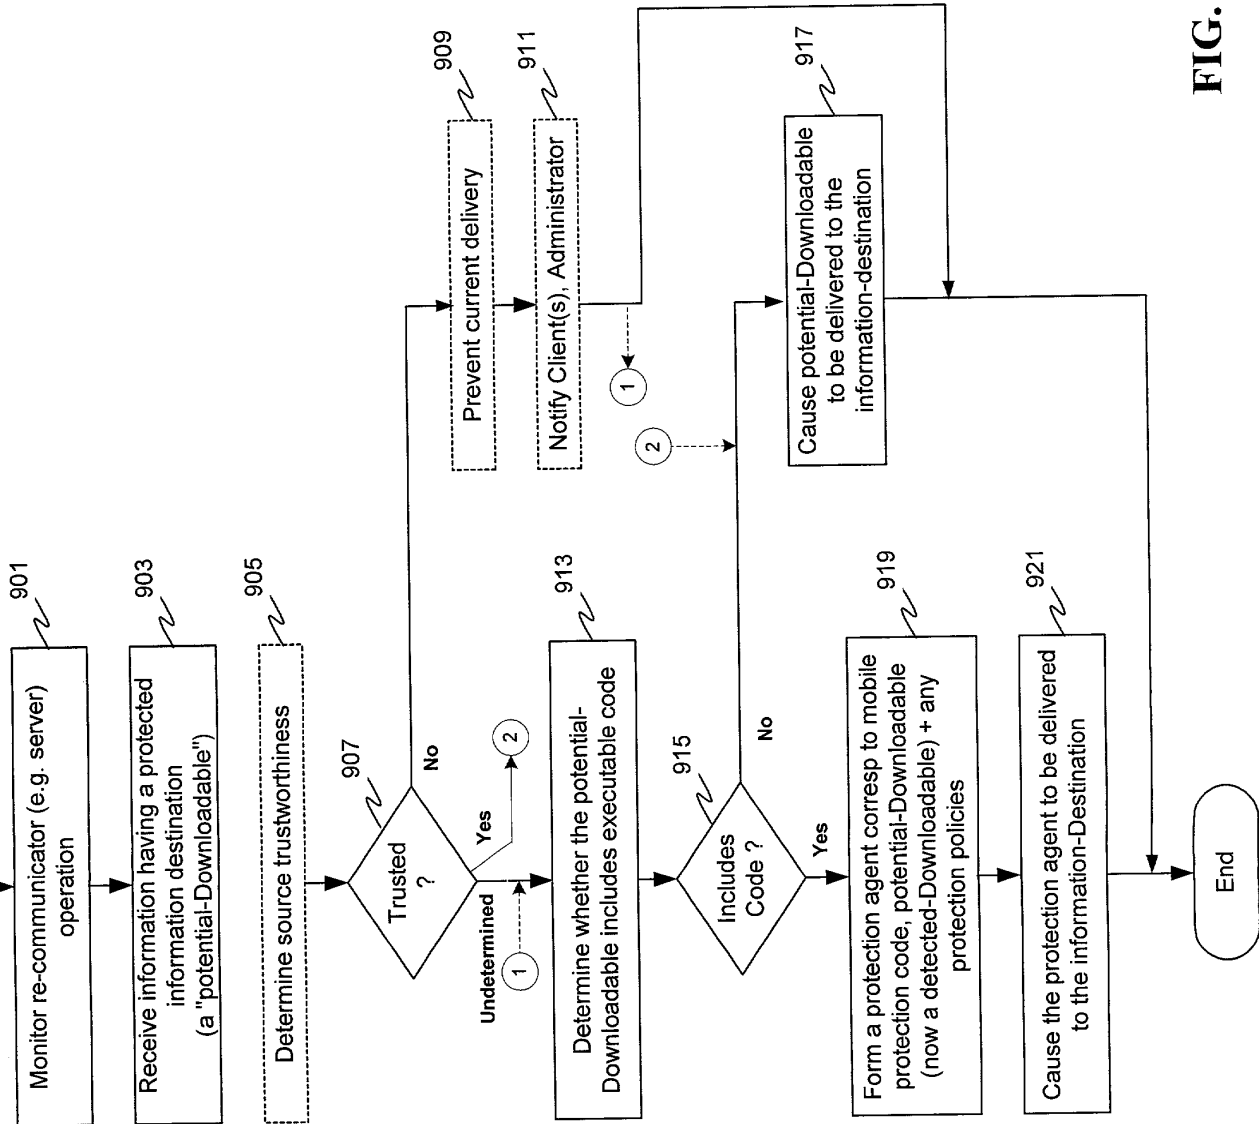 901
Monitor re-communicator (e.g. server)
operation
903
Receive information having a protected
information destination
(a "potential-Downloadable")
905
Determine source trustworthiness
907
Trusted
?
No
Yes
2
Undetermined
1
909
Prevent current delivery
911
Notify Client(s), Administrator
1
913
Determine whether the potential-
Downloadable includes executable code
915
Includes
Code ?
No
2
Yes
917
Cause potential-Downloadable
to be delivered to the
information-destination
919
Form a protection agent corresp to mobile
protection code, potential-Downloadable
(now a detected-Downloadable) + any
protection policies
921
Cause the protection agent to be delivered
to the information-Destination
End
FIG.